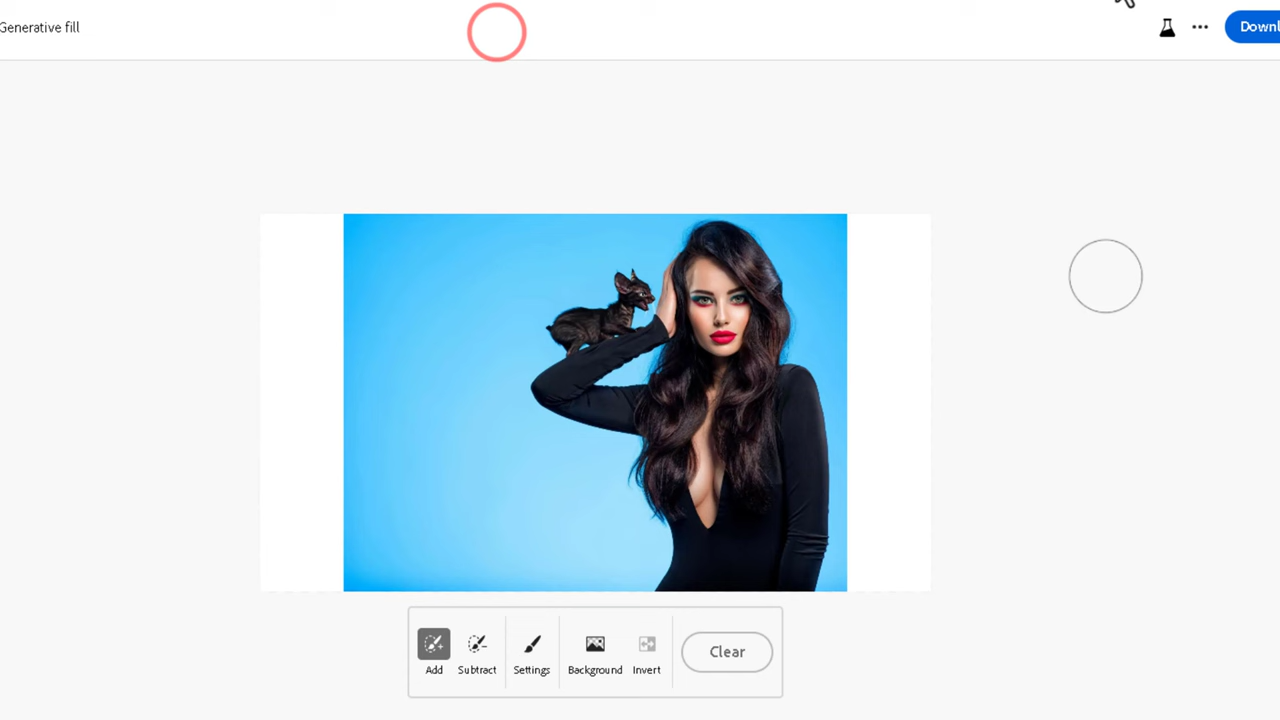 Generative fill
Downl
Add
Subtract
Settings
Background
Invert
Clear